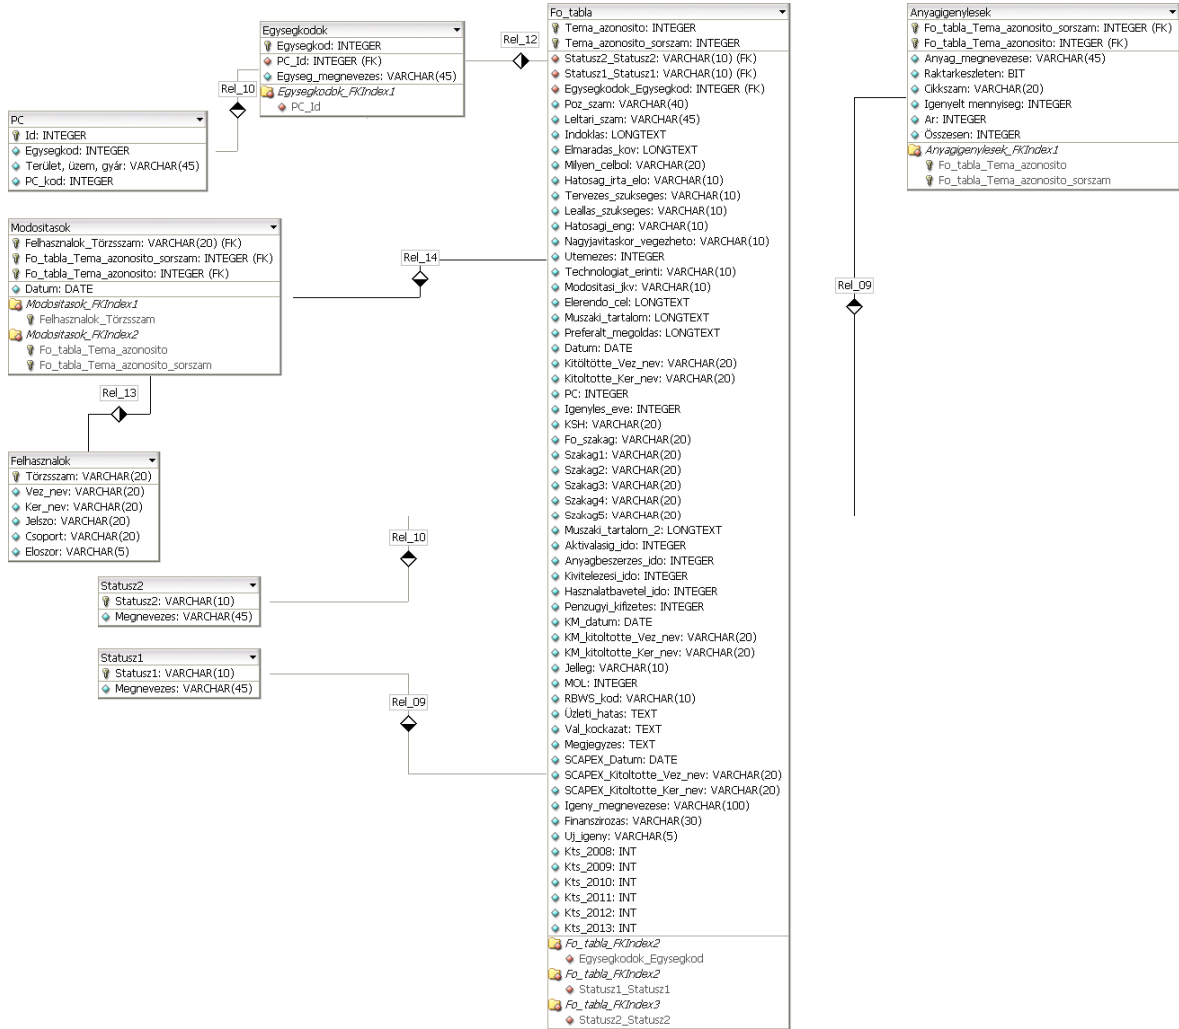 Egysegkodok
Egysegkod: INTEGER
PC_Id: INTEGER (FK)
Egyseg_megnevezes: VARCHAR(45)
Egysegkodok_FKIndex1
PC_Id
Rel_12
Rel_10
PC
Id: INTEGER
Egysegkod: INTEGER
Terület, üzem, gyár: VARCHAR(45)
PC_kod: INTEGER
Modositasok
Felhasznalok_Törzsszam: VARCHAR(20) (FK)
Fo_tabla_Tema_azonosito_sorszam: INTEGER (FK)
Fo_tabla_Tema_azonosito: INTEGER (FK)
Datum: DATE
Modositasok_FKIndex1
Felhasznalok_Törzsszam
Modositasok_FKIndex2
Fo_tabla_Tema_azonosito
Fo_tabla_Tema_azonosito_sorszam
Rel_14
Rel_13
Felhasznalok
Törzsszam: VARCHAR(20)
Vez_nev: VARCHAR(20)
Ker_nev: VARCHAR(20)
Jelszo: VARCHAR(20)
Csoport: VARCHAR(20)
Eloszor: VARCHAR(5)
Rel_10
Statusz2
Statusz2: VARCHAR(10)
Megnevezes: VARCHAR(45)
Statusz1
Statusz1: VARCHAR(10)
Megnevezes: VARCHAR(45)
Rel_09
Fo_tabla
Tema_azonosito: INTEGER
Tema_azonosito_sorszam: INTEGER
Statusz2_Statusz2: VARCHAR(10) (FK)
Statusz1_Statusz1: VARCHAR(10) (FK)
Egysegkodok_Egysegkod: INTEGER (FK)
Poz_szam: VARCHAR(40)
Leltari_szam: VARCHAR(45)
Indoklas: LONGTEXT
Elmaradas_kov: LONGTEXT
Milyen_celbol: VARCHAR(20)
Hatosag_irta_elo: VARCHAR(10)
Tervezes_szukseges: VARCHAR(10)
Leallas_szukseges: VARCHAR(10)
Hatosagi_eng: VARCHAR(10)
Nagyjavitaskor_vegezheto: VARCHAR(10)
Utemezes: INTEGER
Technologiat_erinti: VARCHAR(10)
Modositasi_jkv: VARCHAR(10)
Elerendo_cel: LONGTEXT
Muszaki_tartalom: LONGTEXT
Preferalt_megoldas: LONGTEXT
Datum: DATE
Kitöltötte_Vez_nev: VARCHAR(20)
Kitoltotte_Ker_nev: VARCHAR(20)
PC: INTEGER
Igenyles_eve: INTEGER
KSH: VARCHAR(20)
Fo_szakag: VARCHAR(20)
Szakag1: VARCHAR(20)
Szakag2: VARCHAR(20)
Szakag3: VARCHAR(20)
Szakag4: VARCHAR(20)
Szakag5: VARCHAR(20)
Muszaki_tartalom_2: LONGTEXT
Aktivalasig_ido: INTEGER
Anyagbeszerzes_ido: INTEGER
Kivitelezesi_ido: INTEGER
Hasznalatbavetel_ido: INTEGER
Penzugyi_kifizetes: INTEGER
KM_datum: DATE
KM_kitoltotte_Vez_nev: VARCHAR(20)
KM_kitoltotte_Ker_nev: VARCHAR(20)
Jelleg: VARCHAR(10)
MOL: INTEGER
RBWS_kod: VARCHAR(10)
Üzleti_hatas: TEXT
Val_kockazat: TEXT
Megjegyzes: TEXT
SCAPEX_Datum: DATE
SCAPEX_Kitoltotte_Vez_nev: VARCHAR(20)
SCAPEX_Kitoltotte_Ker_nev: VARCHAR(20)
Igeny_megnevezese: VARCHAR(100)
Finanszirozas: VARCHAR(30)
Uj_igeny: VARCHAR(5)
Kts_2008: INT
Kts_2009: INT
Kts_2010: INT
Kts_2011: INT
Kts_2012: INT
Kts_2013: INT
Fo_tabla_FKIndex2
Egysegkodok_Egysegkod
Fo_tabla_FKIndex2
Statusz1_Statusz1
Fo_tabla_FKIndex3
Statusz2_Statusz2
Anyagigenylesek
Fo_tabla_Tema_azonosito_sorszam: INTEGER (FK)
Fo_tabla_Tema_azonosito: INTEGER (FK)
Anyag_megnevezese: VARCHAR(45)
Raktarkeszleten: BIT
Cikkszam: VARCHAR(20)
Igenyelt mennyiseg: INTEGER
Ar: INTEGER
Összesen: INTEGER
Anyagigenylesek_FKIndex1
Fo_tabla_Tema_azonosito
Fo_tabla_Tema_azonosito_sorszam
Rel_09